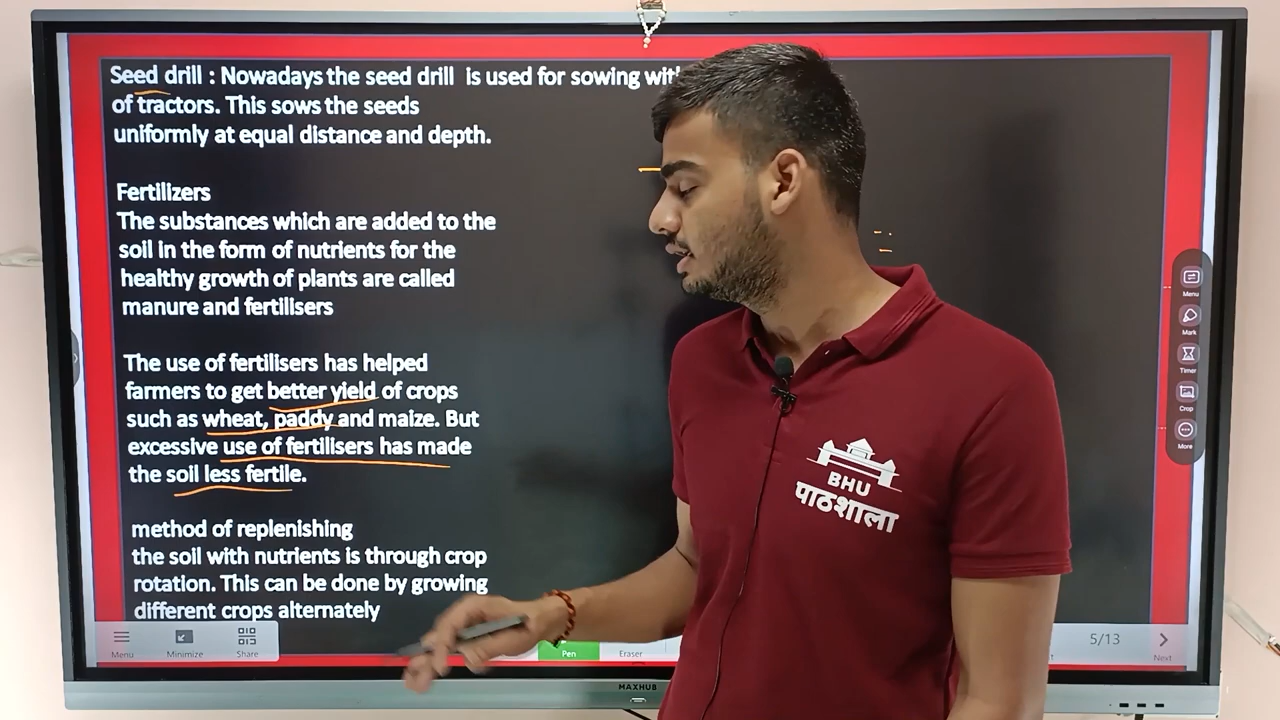 Seed drill : Nowadays the seed drill is used for sowing
of tractors. This sows the seeds
uniformly at equal distance and depth.
Fertilizers
The substances which are added to the
soil in the form of nutrients for the
healthy growth of plants are called
manure and fertilisers
The use of fertilisers has helped
farmers to get better yield of crops
such as wheat, paddy and maize. But
excessive use of fertilisers has made
the soil less fertile.
method of replenishing
the soil with nutrients is through crop
rotation. This can be done by growing
different crops alternately
Menu
Minimize
Share
Pen
Eraser
5/13
Next
Menu
Mark
Timer
Crop
More
MAXHUB
BHU
पाठशाला